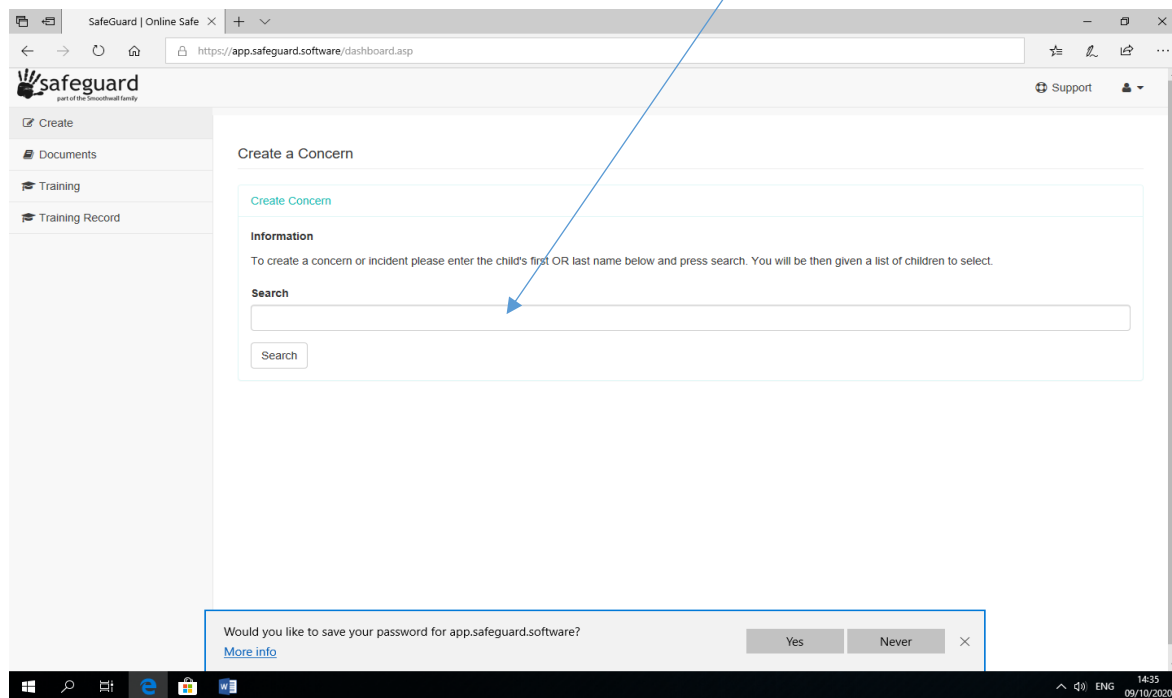 SafeGuard | Online Safe
https://app.safeguard.software/dashboard.asp
safeguard
part of the Smoothwall family
Support
Create
Documents
Training
Training Record
Create a Concern
Create Concern
Information
To create a concern or incident please enter the child's first OR last name below and press search. You will be then given a list of children to select.
Search
Search
Would you like to save your password for app.safeguard.software?
More info
Yes
Never
ENG
14:35
09/10/2020